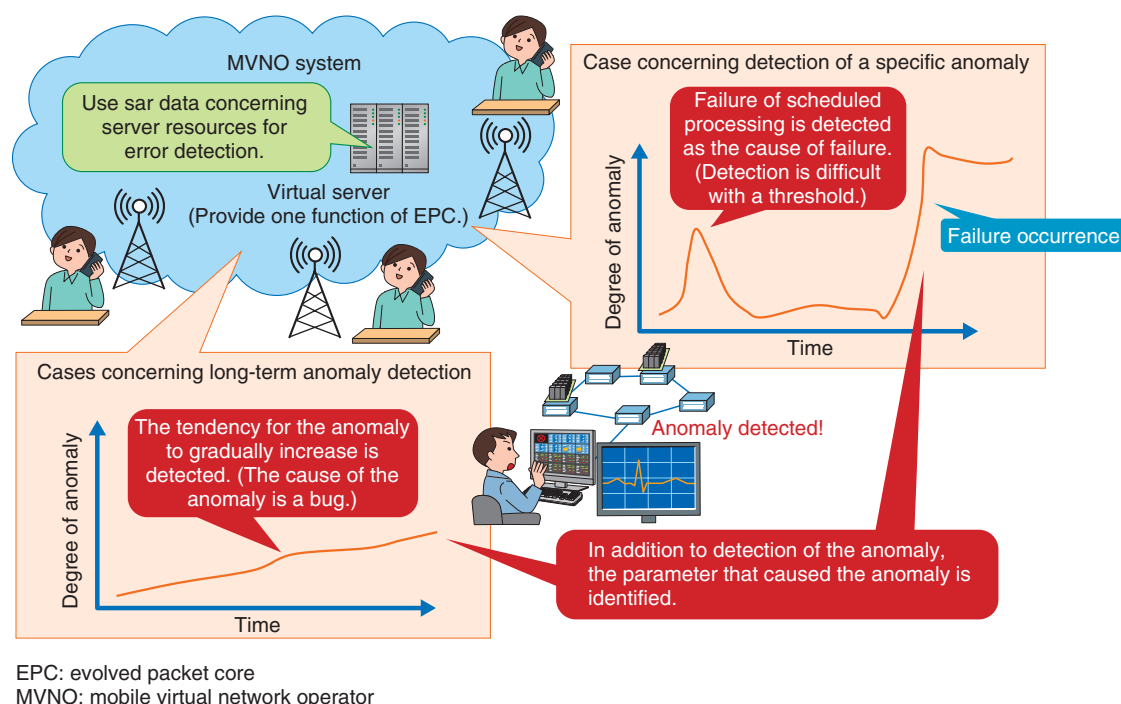 MVNO system
Use sar data concerning
server resources for
error detection.
Virtual server
(Provide one function of EPC.)
Case concerning detection of a specific anomaly
Failure of scheduled
processing is detected
as the cause of failure.
(Detection is difficult
with a threshold.)
Degree of anomaly
Failure occurrence
Time
Cases concerning long-term anomaly detection
The tendency for the anomaly
to gradually increase is
detected. (The cause of the
anomaly is a bug.)
Degree of anomaly
Time
Anomaly detected!
In addition to detection of the anomaly,
the parameter that caused the anomaly is
identified.
EPC: evolved packet core
MVNO: mobile virtual network operator